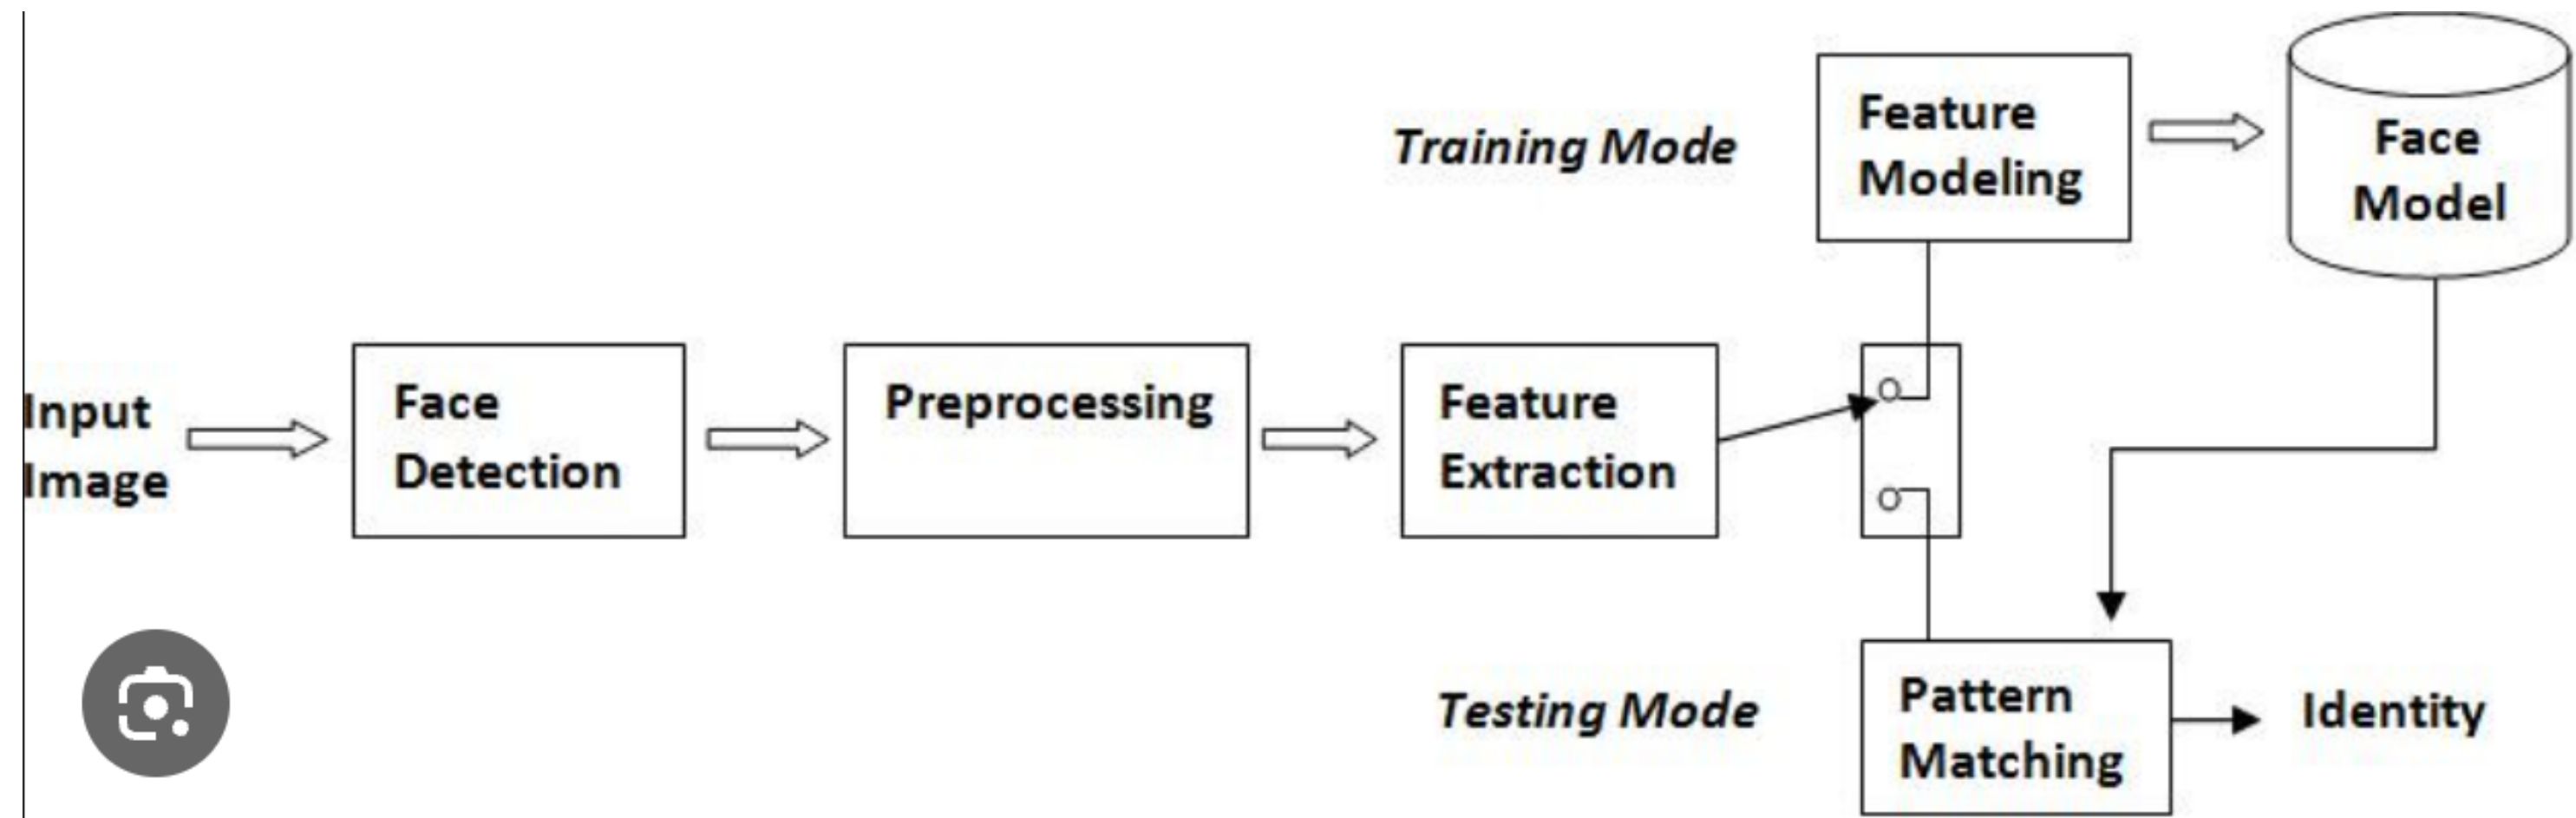 Input
Image
Face
Detection
Preprocessing
Feature
Extraction
Training Mode
Feature
Modeling
Face
Model
Testing Mode
Pattern
Matching
Identity